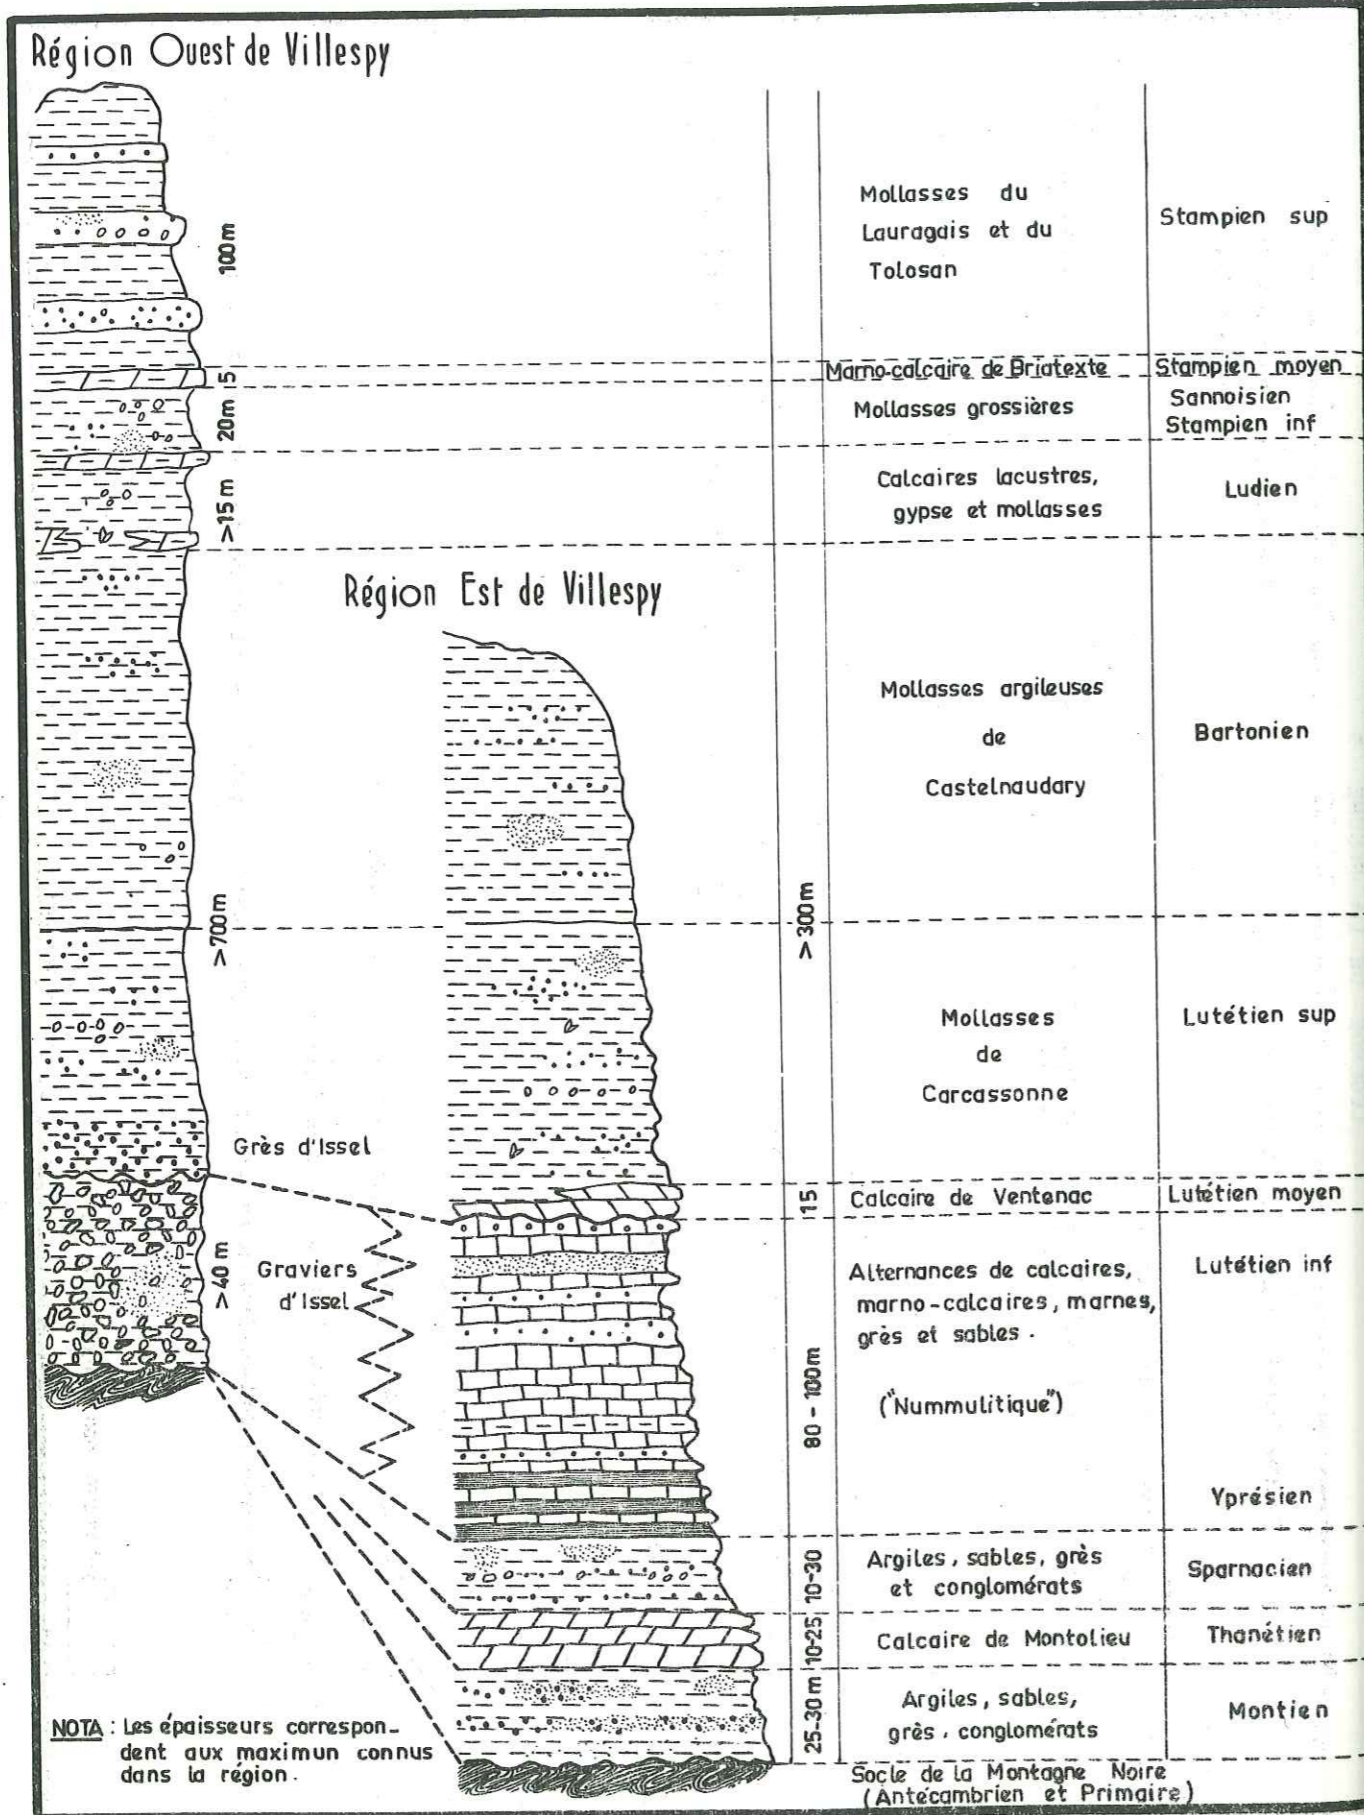 Région Ouest de Villespy
100m
5
20m
>15 m
>700m
>40 m
Grès d'Issel
Graviers
d'Issel
Région Est de Villespy
>300m
15
80 - 100m
10-30
10-25
25-30 m
Mollasses du
Lauragais et du
Tolosan
Stampien sup
Marno-calcaire de Briatexte
Stampien moyen
Mollasses grossières
Sannoisien
Stampien inf
Calcaires lacustres,
gypse et mollasses
Ludien
Mollasses argileuses
de
Castelnaudary
Bartonien
Mollasses
de
Carcassonne
Lutétien sup
Calcaire de Ventenac
Lutétien moyen
Alternances de calcaires,
marno-calcaires, marnes,
grès et sables.
("Nummulitique")
Lutétien inf
Yprésien
Argiles, sables, grès
et conglomérats
Sparnacien
Calcaire de Montolieu
Thanétien
Argiles, sables,
grès, conglomérats
Montien
Socle de la Montagne Noire
(Antécambrien et Primaire)
NOTA : Les épaisseurs correspon-
dent aux maximun connus
dans la région.